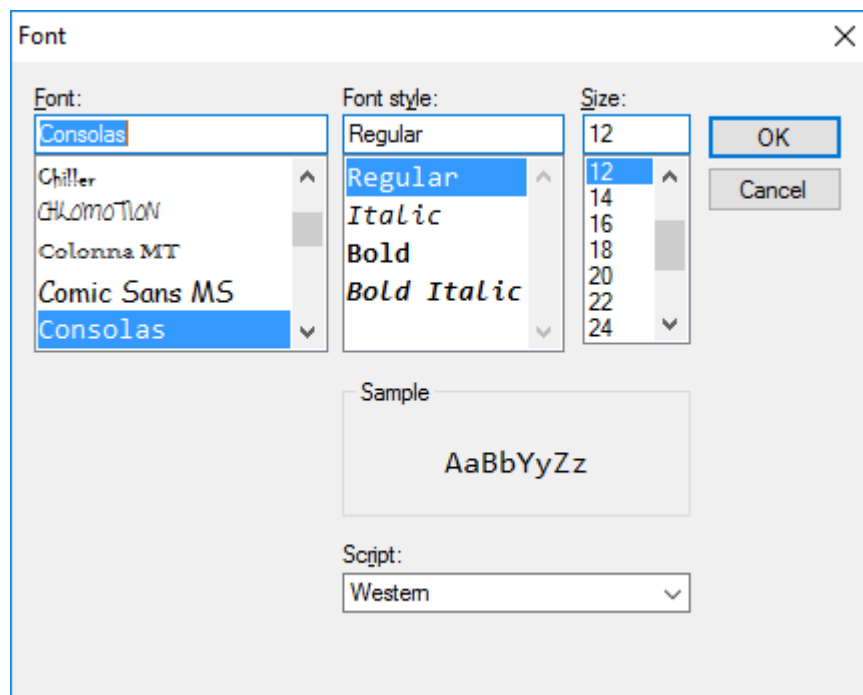 Font
Font:
Consolas
Chiller
CHLOMOTION
Colonna MT
Comic Sans MS
Consolas
Font style:
Regular
Regular
Italic
Bold
Bold Italic
Size:
12
12
14
16
18
20
22
24
OK
Cancel
Sample
AaBbYyZz
Script:
Western